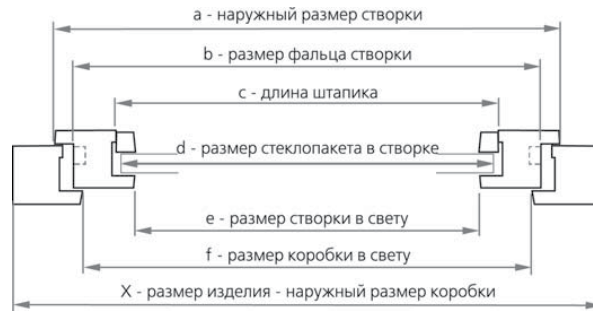 a - наружный размер створки
b - размер фальца створки
c - длина штапика
d - размер стеклопакета в створке
e - размер створки в свету
f - размер коробки в свету
X - размер изделия - наружный размер коробки